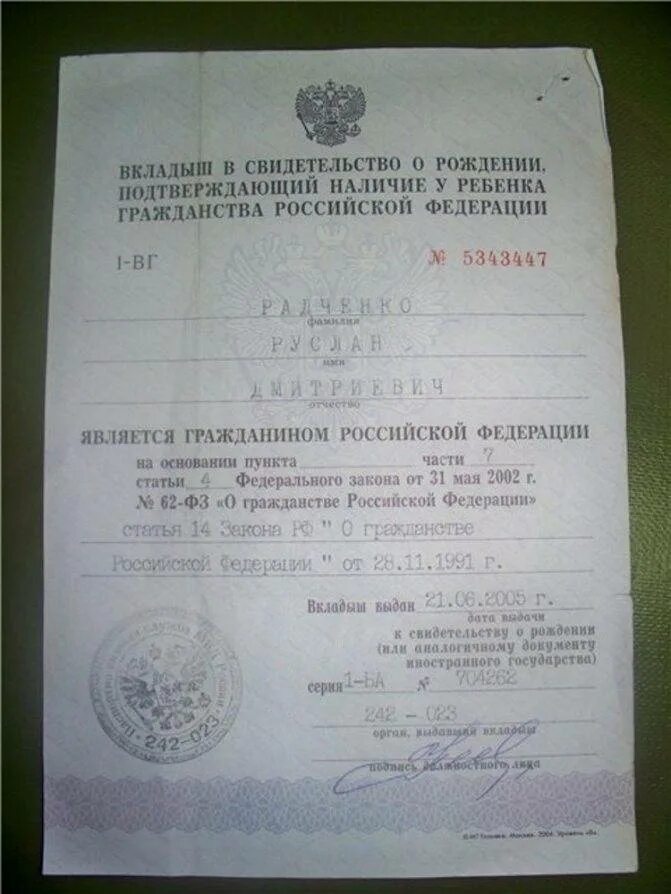 ВКЛАДЫШ В СВИДЕТЕЛЬСТВО О РОЖДЕНИИ,
ПОДТВЕРЖДАЮЩИЙ НАЛИЧИЕ У РЕБЕНКА
ГРАЖДАНСТВА РОССИЙСКОЙ ФЕДЕРАЦИИ
I-ВГ № 5343447
РАДЧЕНКО
фамилия
РУСЛАН
имя
ДМИТРИЕВИЧ
отчество
ЯВЛЯЕТСЯ ГРАЖДАНИНОМ РОССИЙСКОЙ ФЕДЕРАЦИИ
на основании пункта части 7
статьи 4 Федерального закона от 31 мая 2002 г.
№ 62-ФЗ «О гражданстве Российской Федерации»
статья 14 Закона РФ " О гражданстве
Российской Федерации " от 28.11.1991 г.
Вкладыш выдан 21.06.2005 г.
дата выдачи
к свидетельству о рождении
(или аналогичному документу
иностранного государства)
серия 1-БА № 704262
242 - 023
орган, выдавший вкладыш
подпись должностного лица
242-023
Москва, 2004